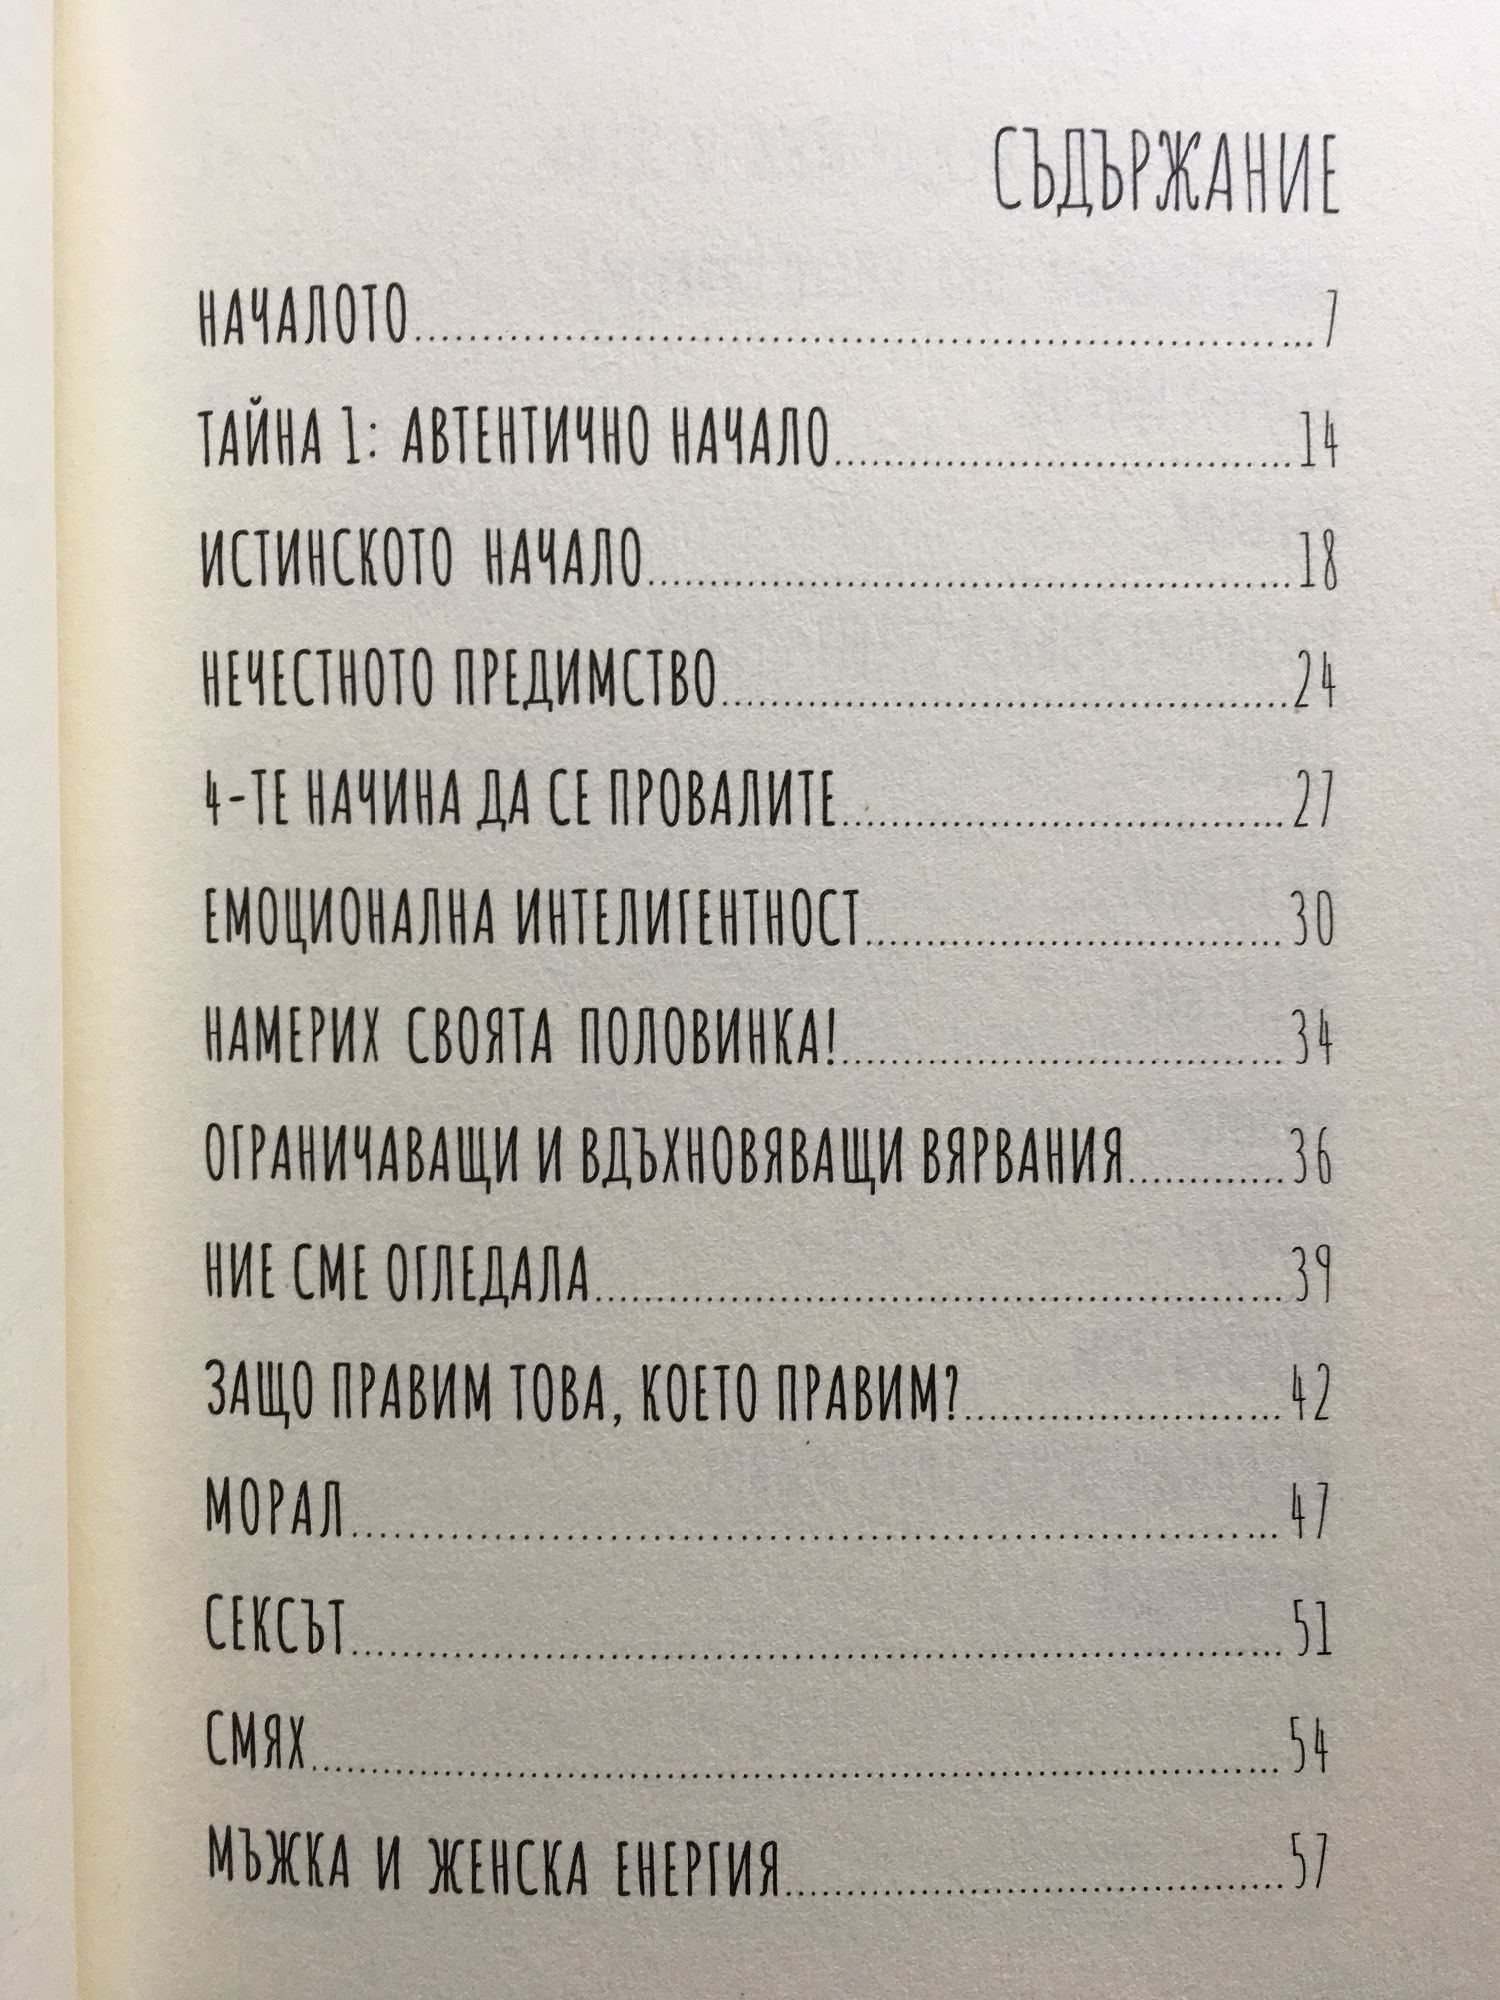 СЪДЪРЖАНИЕ
НАЧАЛОТО........................................7
ТАЙНА 1: АВТЕНТИЧНО НАЧАЛО........................................14
ИСТИНСКОТО НАЧАЛО........................................18
НЕЧЕСТНОТО ПРЕДИМСТВО........................................24
4-ТЕ НАЧИНА ДА СЕ ПРОВАЛИТЕ........................................27
ЕМОЦИОНАЛНА ИНТЕЛИГЕНТНОСТ........................................30
НАМЕРИХ СВОЯТА ПОЛОВИНКА!........................................34
ОГРАНИЧАВАЩИ И ВДЪХНОВЯВАЩИ ВЯРВАНИЯ..............36
НИЕ СМЕ ОГЛЕДАЛА........................................39
ЗАЩО ПРАВИМ ТОВА, КОЕТО ПРАВИМ?..............................42
МОРАЛ........................................47
СЕКСЪТ........................................51
СМЯХ........................................54
МЪЖКА И ЖЕНСКА ЕНЕРГИЯ........................................57